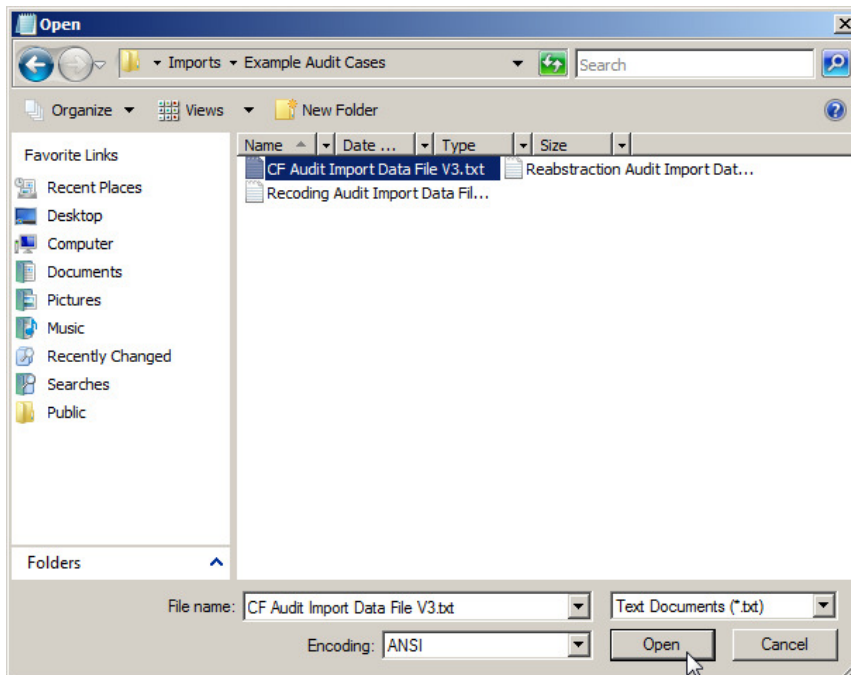 Open
Imports Example Audit Cases Search
Organize Views New Folder
Favorite Links
Recent Places
Desktop
Computer
Documents
Pictures
Music
Recently Changed
Searches
Public
Folders
Name Date ... Type Size
CF Audit Import Data File V3.txt Reabstraction Audit Import Dat...
Recoding Audit Import Data Fil...
File name: CF Audit Import Data File V3.txt Text Documents (*.txt)
Encoding: ANSI Open Cancel